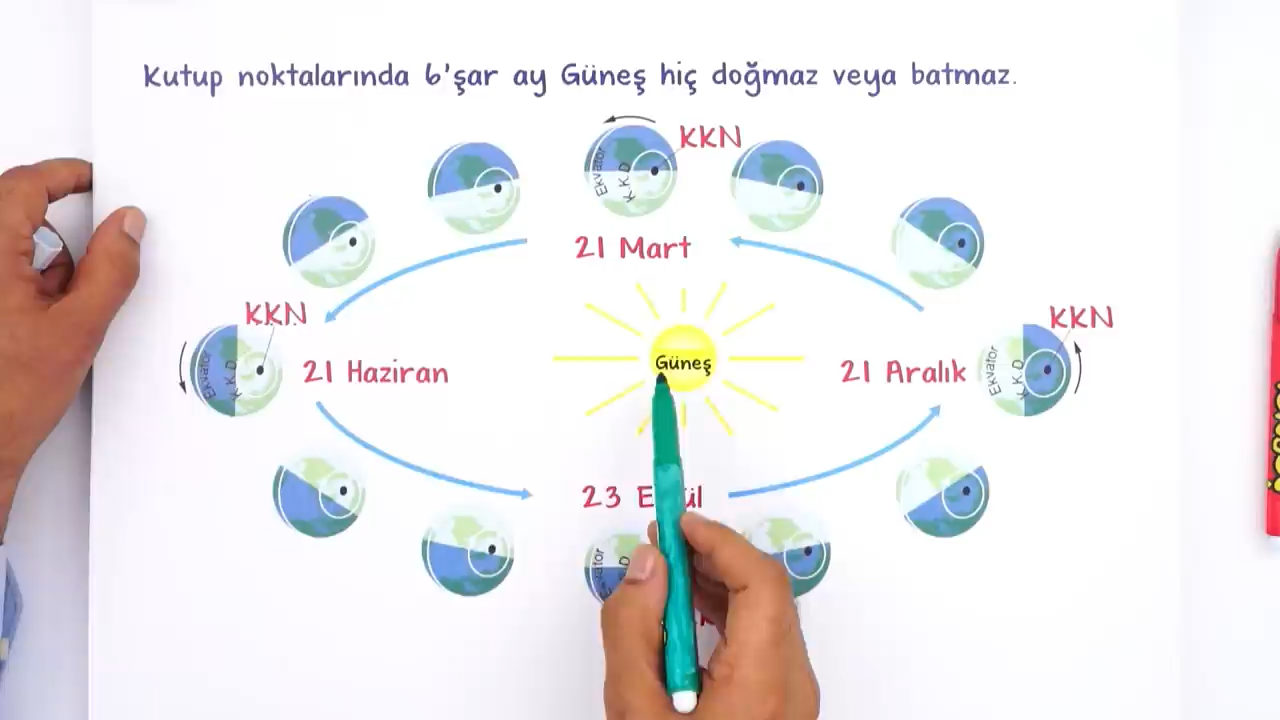 Kutup noktalarında 6'şar ay Güneş hiç doğmaz veya batmaz.
KKN
Ekvator
K.K.D
21 Mart
KKN
Ekvator
K.K.D
21 Haziran
Güneş
21 Aralık
KKN
Ekvator
K.K.D
23
Ekvator